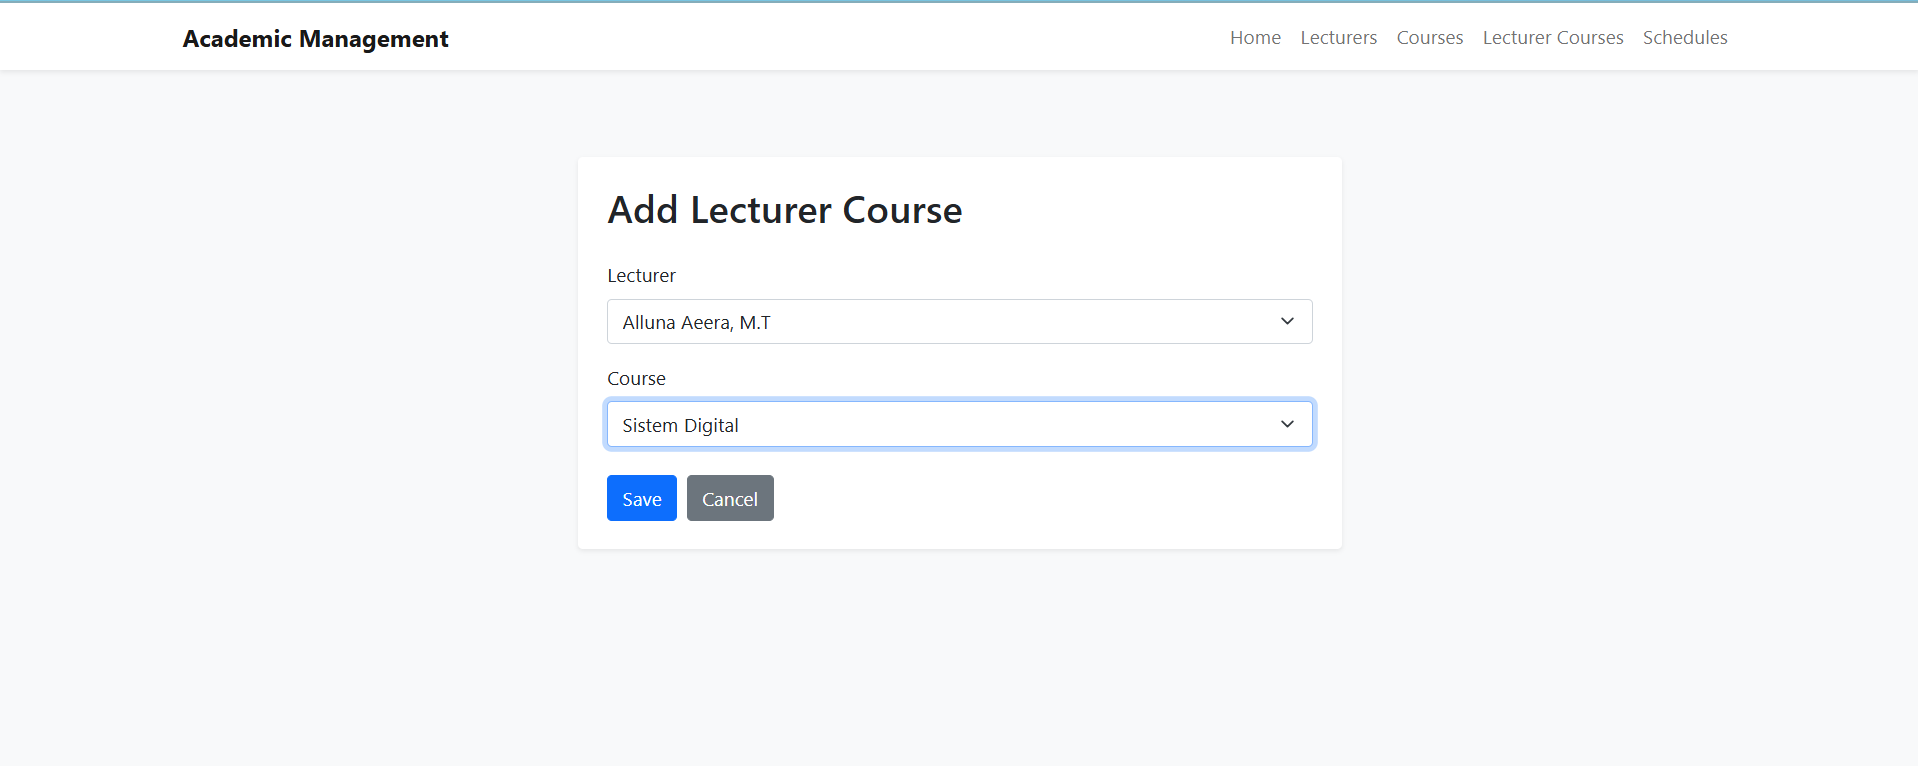 Academic Management
Home Lecturers Courses Lecturer Courses Schedules
Add Lecturer Course
Lecturer
Alluna Aeera, M.T
Course
Sistem Digital
Save Cancel